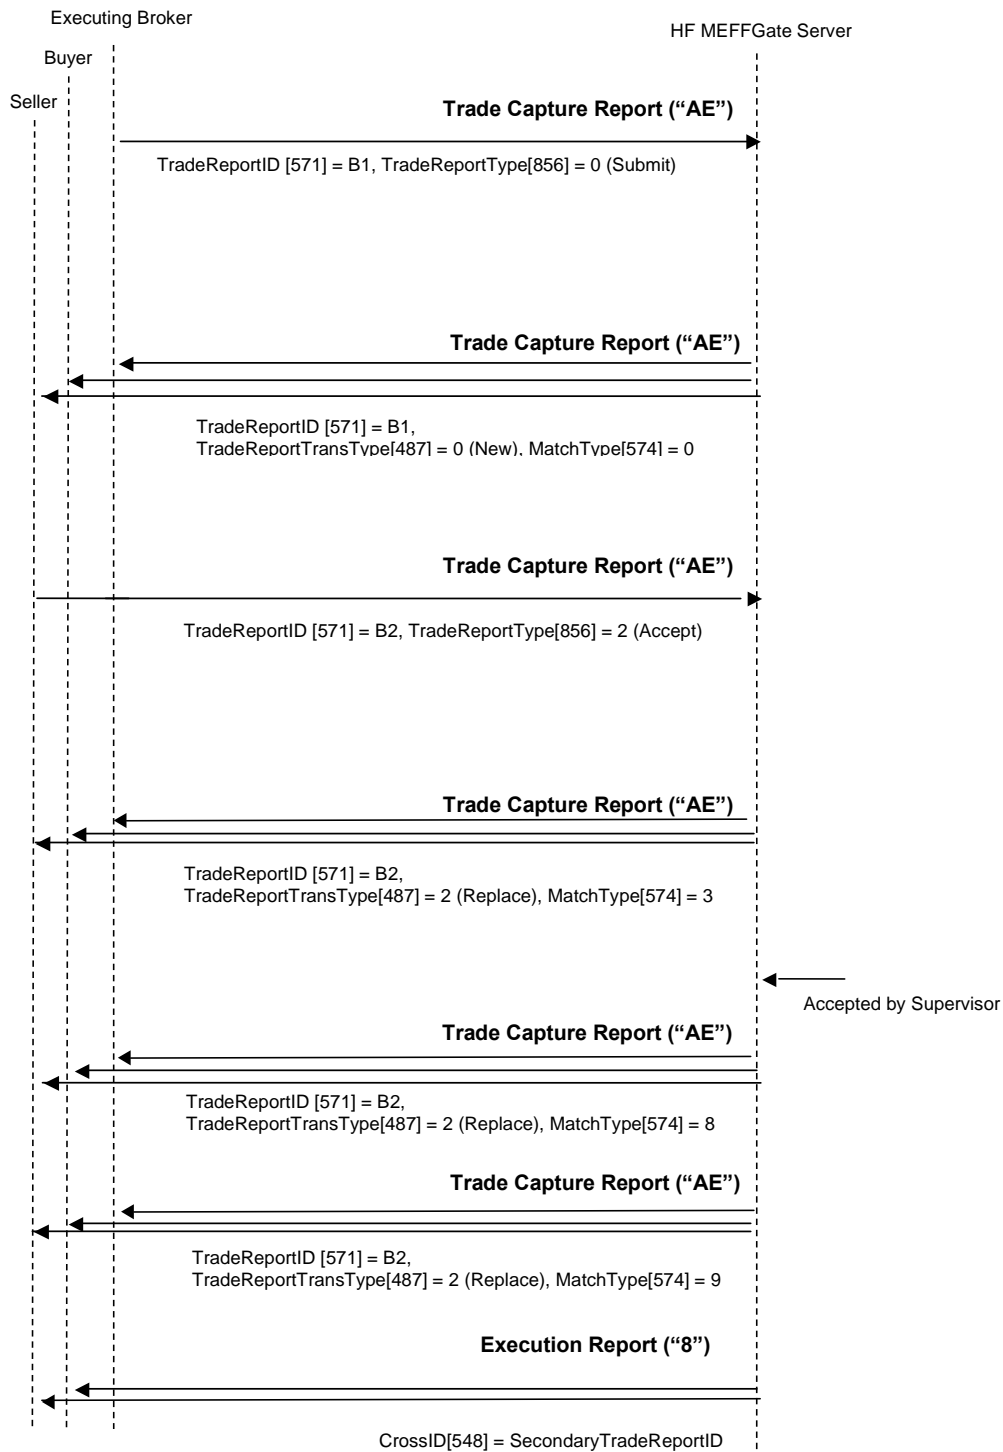 Executing Broker
HF MEFFGate Server
Buyer
Seller
Trade Capture Report (“AE”)
TradeReportID [571] = B1, TradeReportType[856] = 0 (Submit)
Trade Capture Report (“AE”)
TradeReportID [571] = B1,
TradeReportTransType[487] = 0 (New), MatchType[574] = 0
Trade Capture Report (“AE”)
TradeReportID [571] = B2, TradeReportType[856] = 2 (Accept)
Trade Capture Report (“AE”)
TradeReportID [571] = B2,
TradeReportTransType[487] = 2 (Replace), MatchType[574] = 3
Accepted by Supervisor
Trade Capture Report (“AE”)
TradeReportID [571] = B2,
TradeReportTransType[487] = 2 (Replace), MatchType[574] = 8
Trade Capture Report (“AE”)
TradeReportID [571] = B2,
TradeReportTransType[487] = 2 (Replace), MatchType[574] = 9
Execution Report (“8”)
CrossID[548] = SecondaryTradeReportID